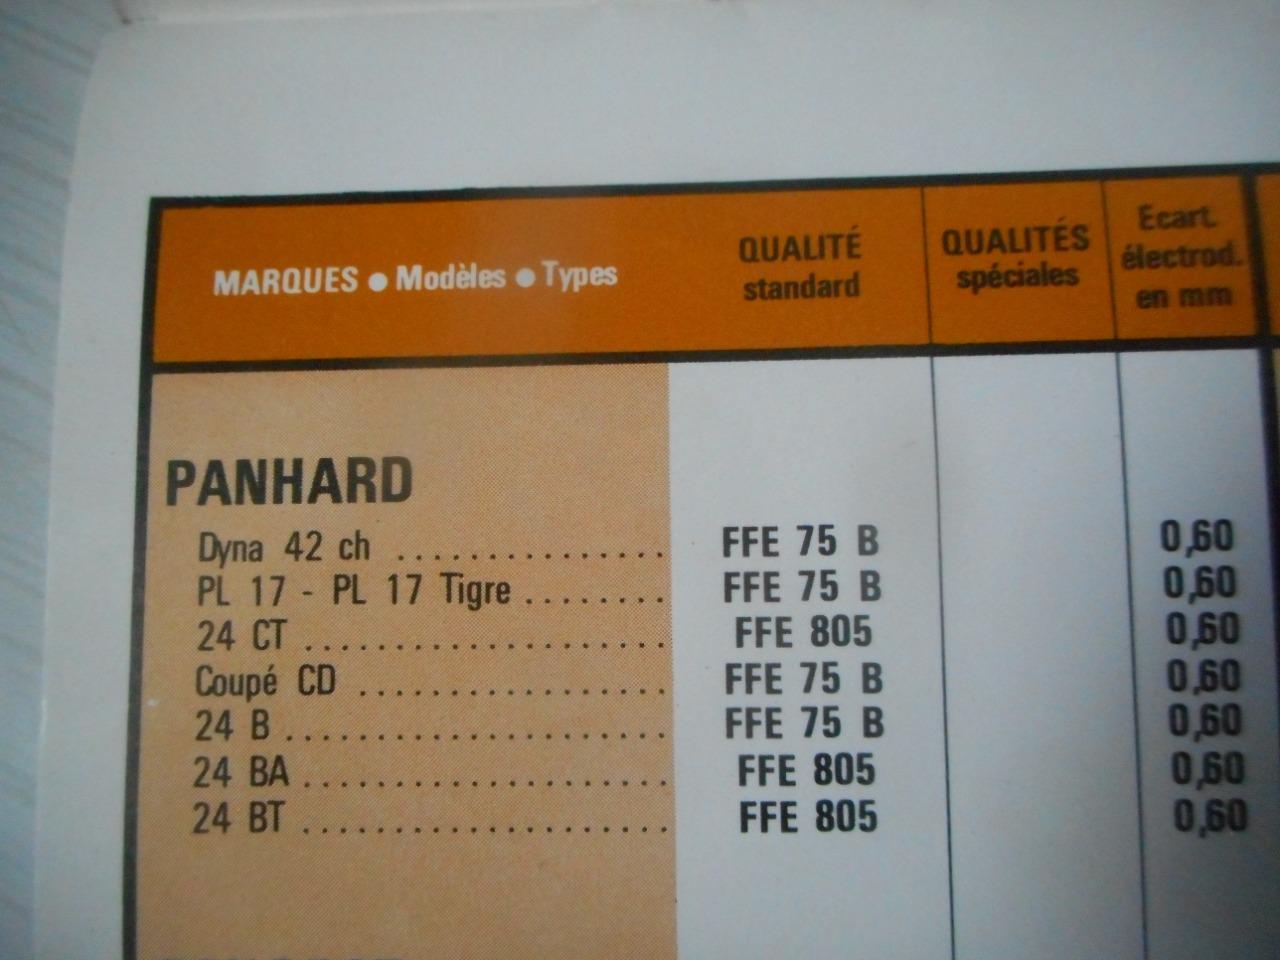 MARQUES ● Modèles ● Types
QUALITÉ
standard
QUALITÉS
spéciales
Ecart.
électrod.
en mm
PANHARD
Dyna 42 ch ............... FFE 75 B 0,60
PL 17 - PL 17 Tigre ........ FFE 75 B 0,60
24 CT .................... FFE 805 0,60
Coupé CD ................. FFE 75 B 0,60
24 B ..................... FFE 75 B 0,60
24 BA .................... FFE 805 0,60
24 BT .................... FFE 805 0,60